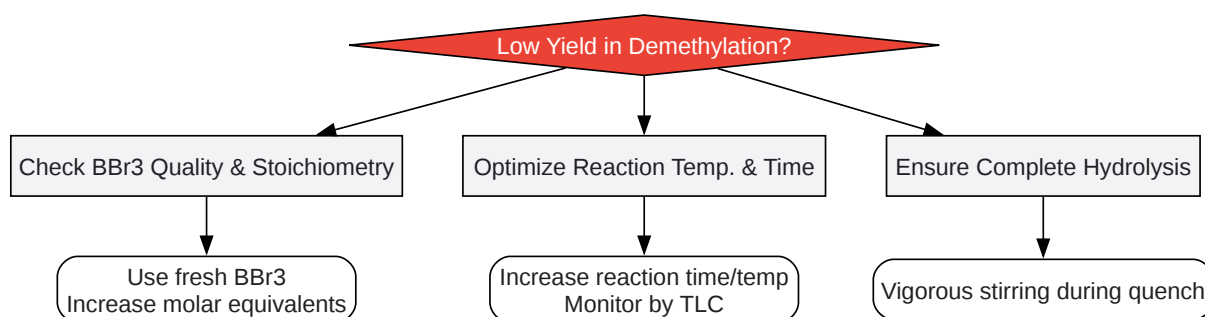 Low Yield in Demethylation?
Check BBr3 Quality & Stoichiometry
Optimize Reaction Temp. & Time
Ensure Complete Hydrolysis
Use fresh BBr3
Increase molar equivalents
Increase reaction time/temp
Monitor by TLC
Vigorous stirring during quench